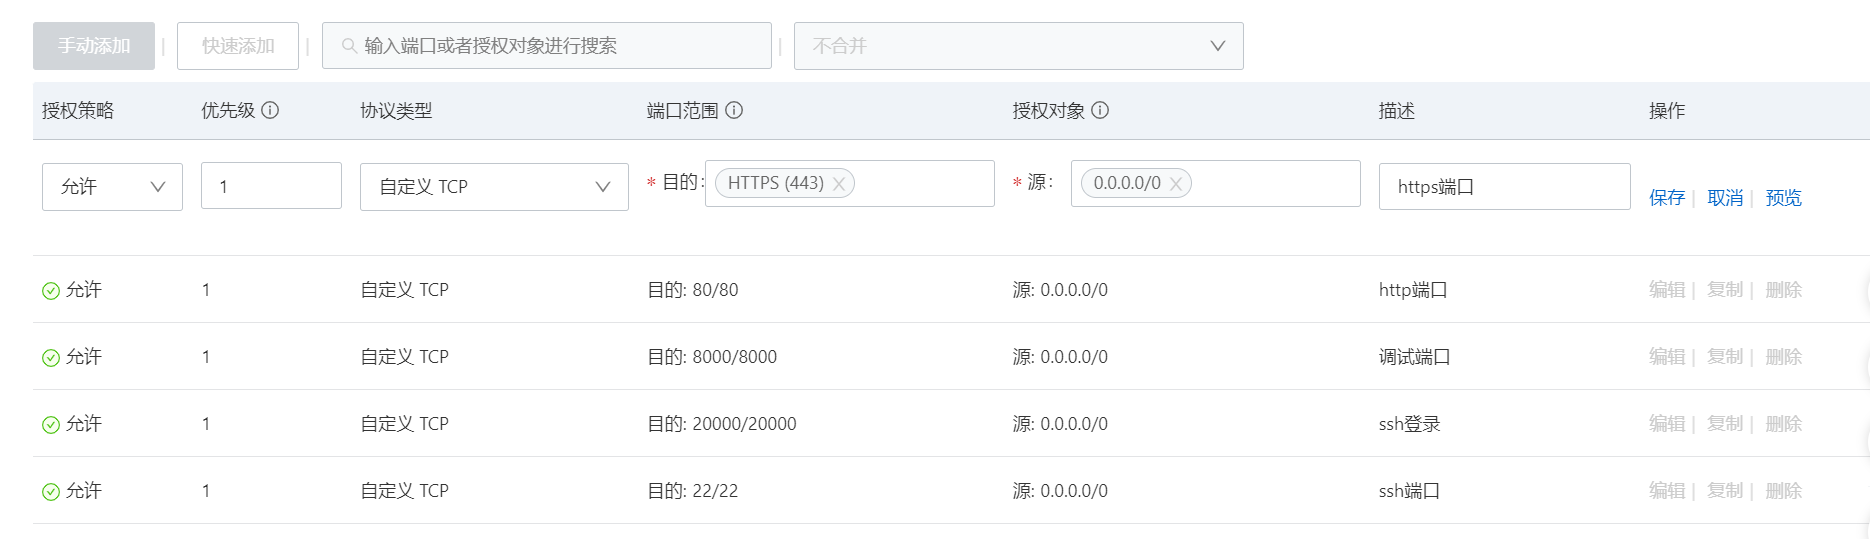 手动添加 | 快速添加 | 输入端口或者授权对象进行搜索 | 不合并
授权策略 优先级 协议类型 端口范围 授权对象 描述 操作
允许 1 自定义 TCP * 目的: HTTPS (443) * 源: 0.0.0.0/0 https端口 保存 | 取消 | 预览
允许 1 自定义 TCP 目的: 80/80 源: 0.0.0.0/0 http端口 编辑 | 复制 | 删除
允许 1 自定义 TCP 目的: 8000/8000 源: 0.0.0.0/0 调试端口 编辑 | 复制 | 删除
允许 1 自定义 TCP 目的: 20000/20000 源: 0.0.0.0/0 ssh登录 编辑 | 复制 | 删除
允许 1 自定义 TCP 目的: 22/22 源: 0.0.0.0/0 ssh端口 编辑 | 复制 | 删除